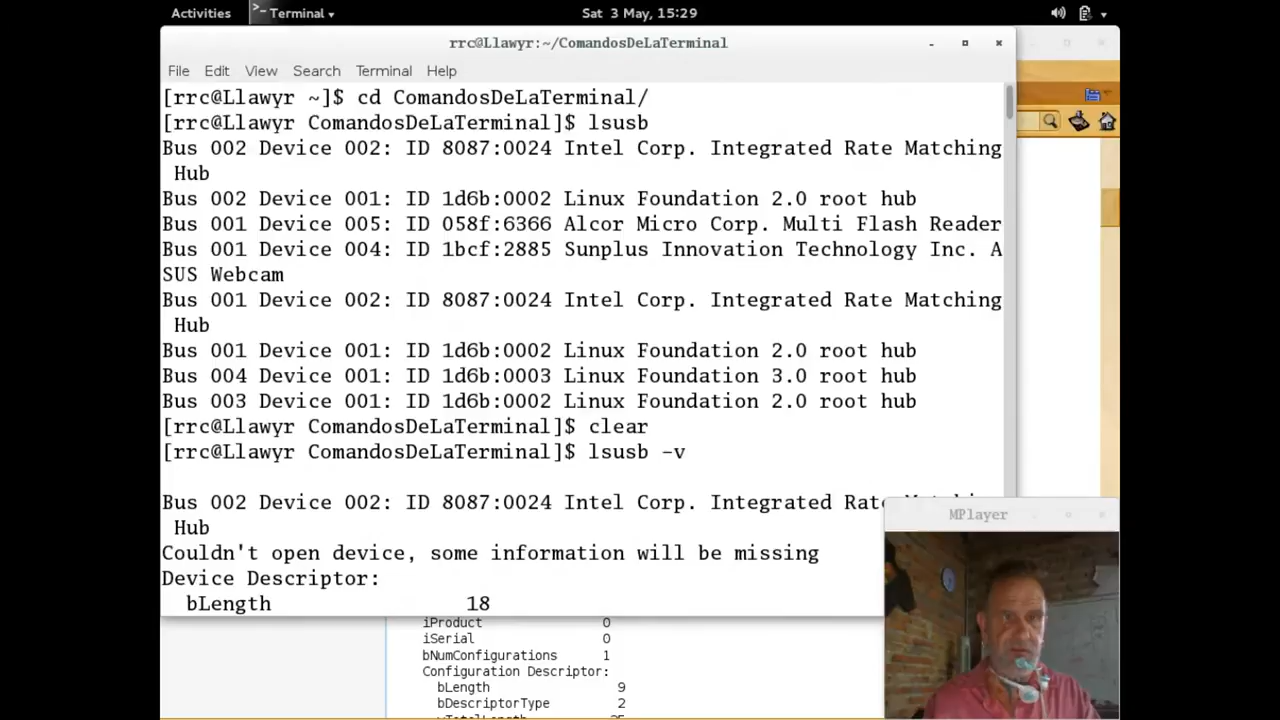 Activities Terminal Sat 3 May, 15:29
rrc@Llawyr:~/ComandosDeLaTerminal
File Edit View Search Terminal Help
[rrc@Llawyr ~]$ cd ComandosDeLaTerminal/
[rrc@Llawyr ComandosDeLaTerminal]$ lsusb
Bus 002 Device 002: ID 8087:0024 Intel Corp. Integrated Rate Matching
Hub
Bus 002 Device 001: ID 1d6b:0002 Linux Foundation 2.0 root hub
Bus 001 Device 005: ID 058f:6366 Alcor Micro Corp. Multi Flash Reader
Bus 001 Device 004: ID 1bcf:2885 Sunplus Innovation Technology Inc. A
SUS Webcam
Bus 001 Device 002: ID 8087:0024 Intel Corp. Integrated Rate Matching
Hub
Bus 001 Device 001: ID 1d6b:0002 Linux Foundation 2.0 root hub
Bus 004 Device 001: ID 1d6b:0003 Linux Foundation 3.0 root hub
Bus 003 Device 001: ID 1d6b:0002 Linux Foundation 2.0 root hub
[rrc@Llawyr ComandosDeLaTerminal]$ clear
[rrc@Llawyr ComandosDeLaTerminal]$ lsusb -v
Bus 002 Device 002: ID 8087:0024 Intel Corp. Integrated Rate
Hub
Couldn't open device, some information will be missing
Device Descriptor:
bLength 18
MPlayer
iProduct 0
iSerial 0
bNumConfigurations 1
Configuration Descriptor:
bLength 9
bDescriptorType 2